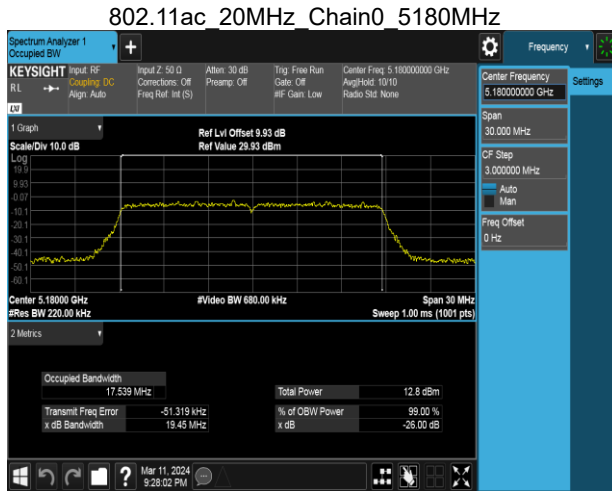 802.11ac_20MHz_Chain0_5180MHz
Spectrum Analyzer 1
Occupied BW
Frequency
KEYSIGHT
RL
LXI
Input: RF
Coupling: DC
Align: Auto
Input Z: 50 Ω
Corrections: Off
Freq Ref: Int (S)
Atten: 30 dB
Preamp: Off
Trig: Free Run
Gate: Off
#IF Gain: Low
Center Freq: 5.180000000 GHz
Avg|Hold: 10/10
Radio Std: None
Center Frequency
5.180000000 GHz
Settings
Span
30.000 MHz
CF Step
3.000000 MHz
Auto
Man
Freq Offset
0 Hz
1 Graph
Scale/Div 10.0 dB
Ref Lvl Offset 9.93 dB
Ref Value 29.93 dBm
Log
19.9
9.93
-0.07
-10.1
-20.1
-30.1
-40.1
-50.1
-60.1
Center 5.18000 GHz
#Res BW 220.00 kHz
#Video BW 680.00 kHz
Span 30 MHz
Sweep 1.00 ms (1001 pts)
2 Metrics
Occupied Bandwidth
17.539 MHz
Total Power 12.8 dBm
Transmit Freq Error -51.319 kHz
% of OBW Power 99.00 %
x dB Bandwidth 19.45 MHz
x dB -26.00 dB
?
Mar 11, 2024
9:28:02 PM